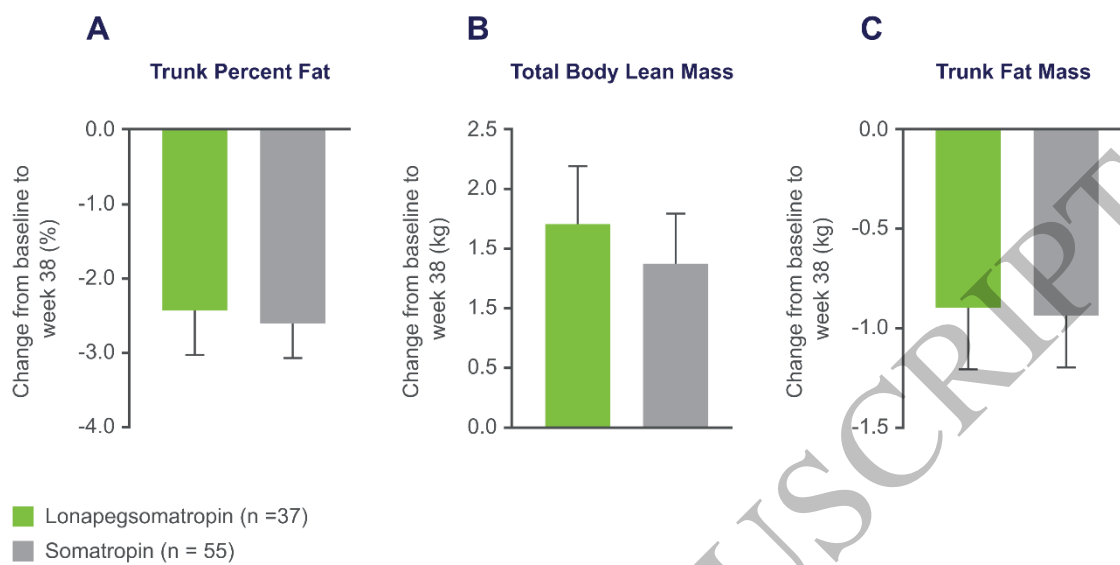 A
Trunk Percent Fat
Change from baseline to
week 38 (%)
0.0
-1.0
-2.0
-3.0
-4.0
B
Total Body Lean Mass
Change from baseline to
week 38 (kg)
2.5
2.0
1.5
1.5
0.5
0.0
C
Trunk Fat Mass
Change from baseline to
week 38 (kg)
0.0
-0.5
-1.0
-1.5
Lonapegsomatropin (n =37)
Somatropin (n = 55)
USCRIPT